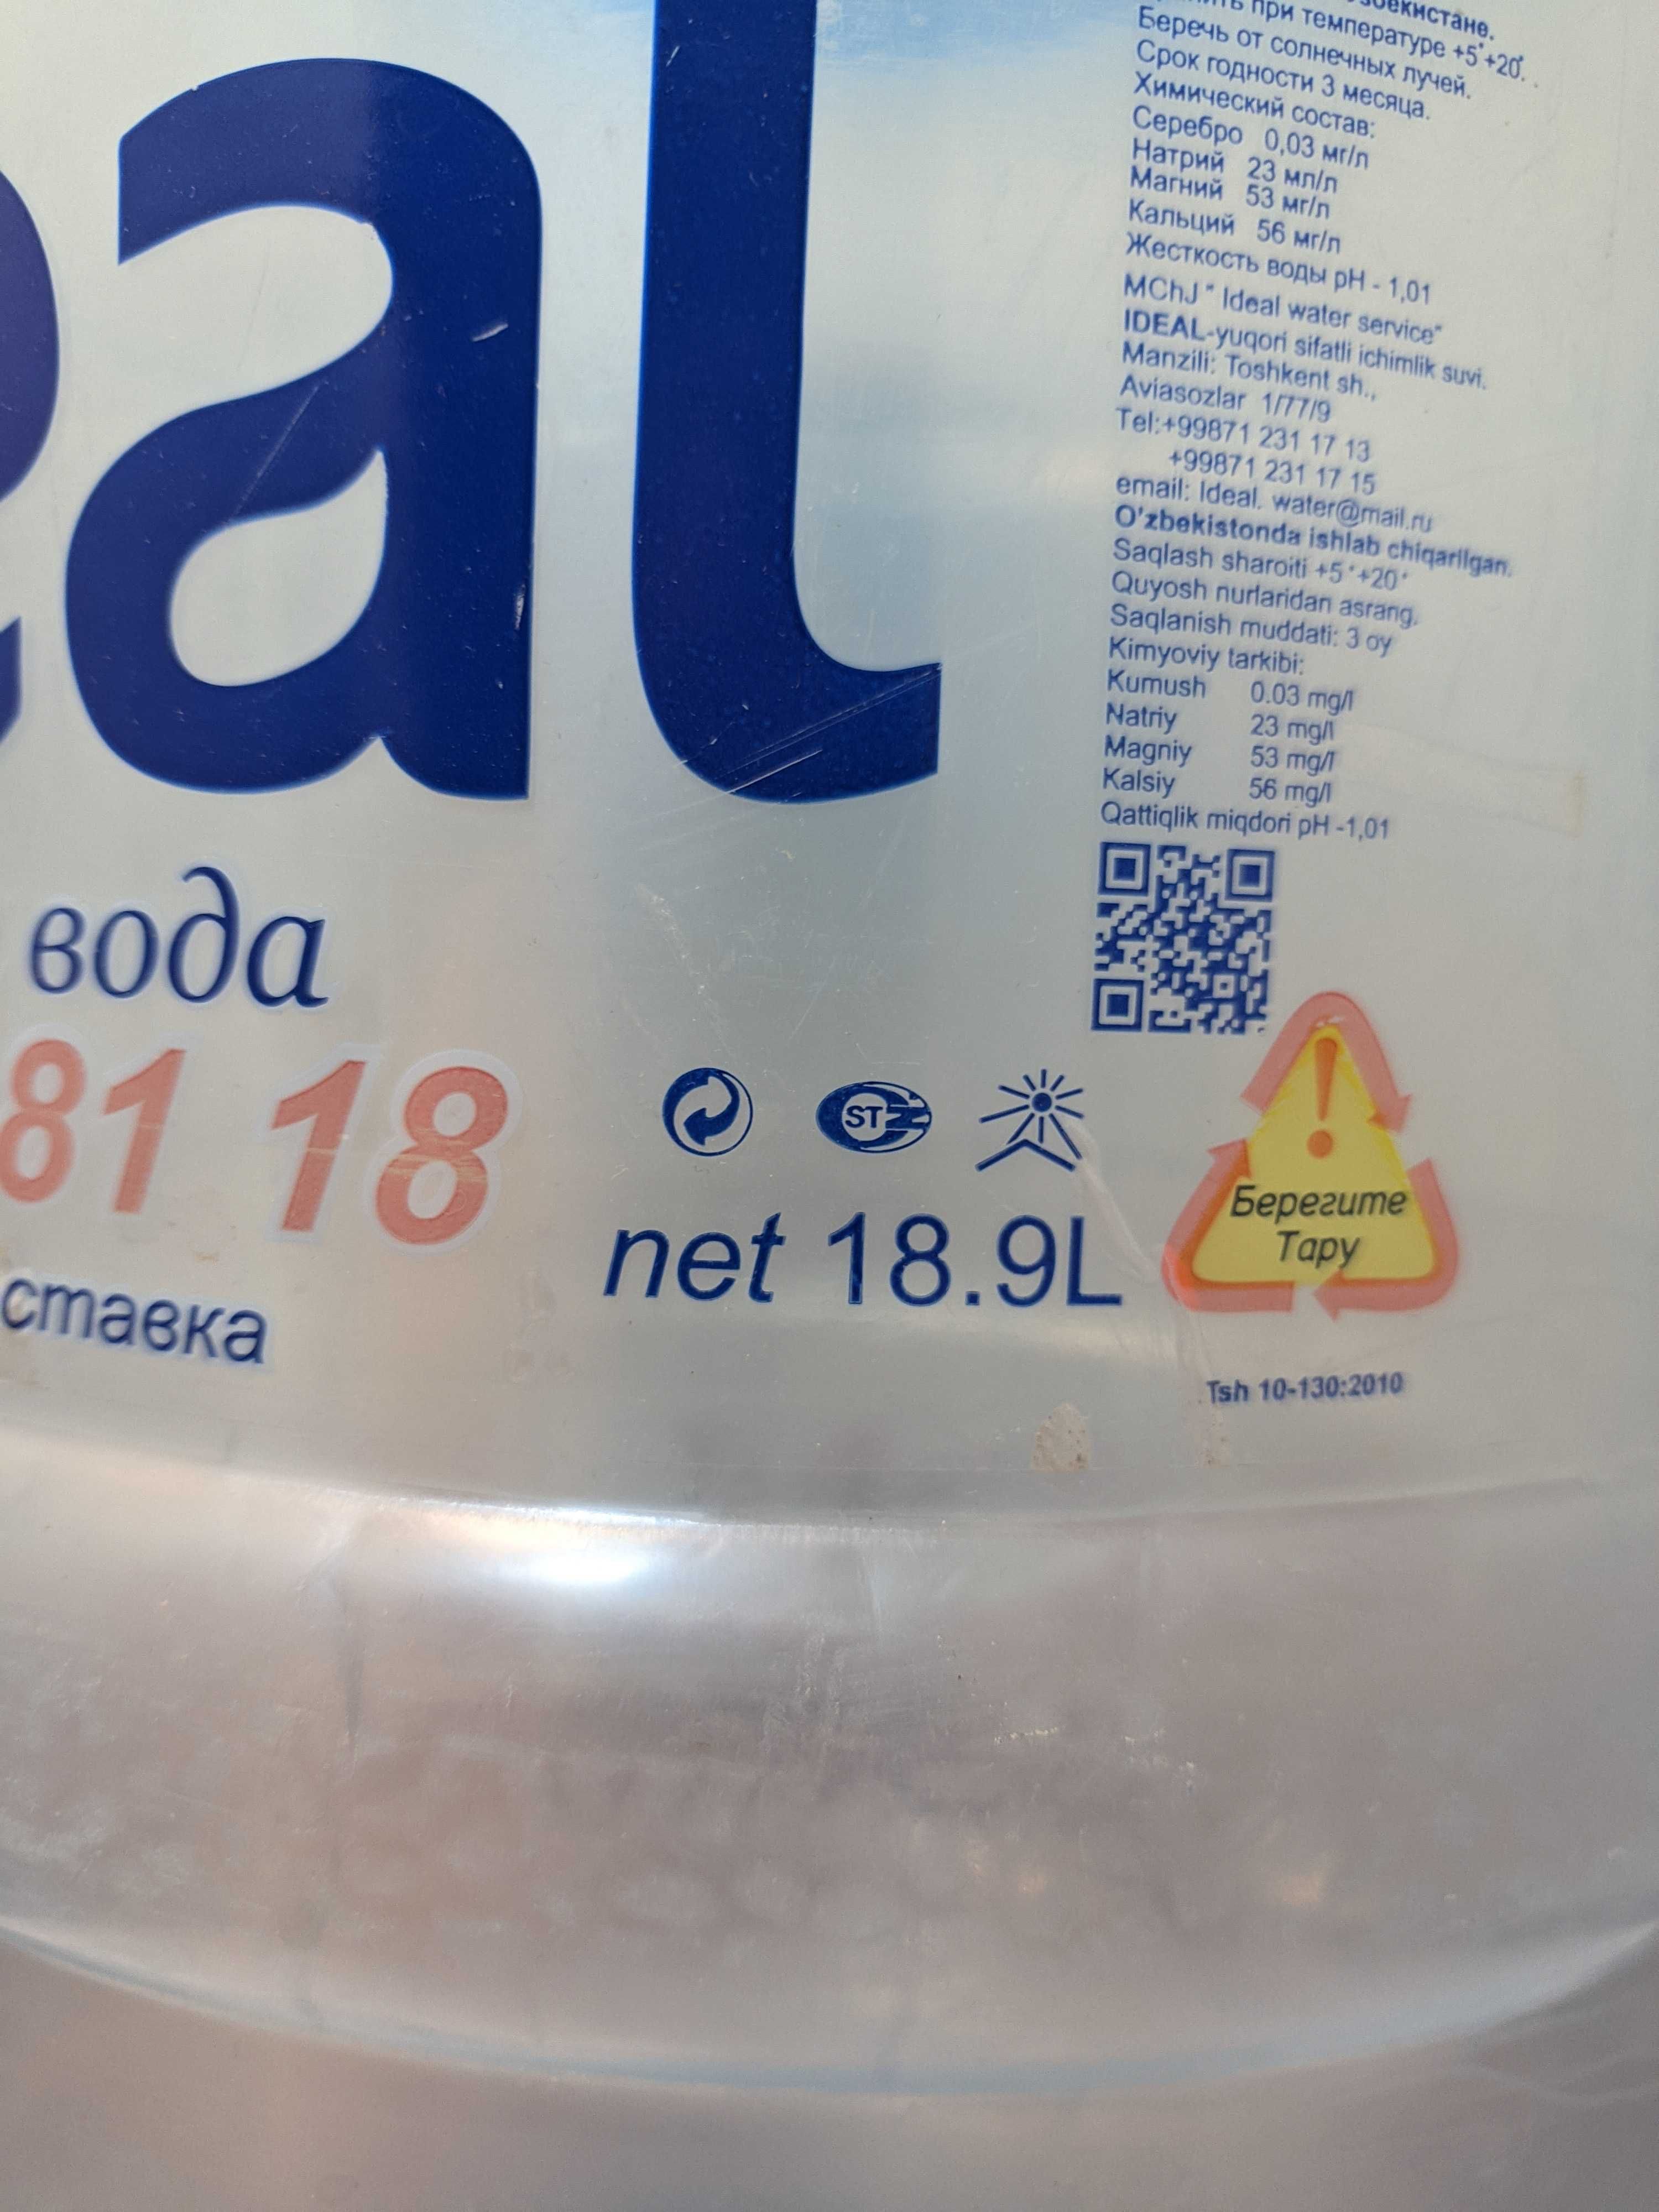 eal
вода
81 18
ставка
при температуре +5°+20°.
Беречь от солнечных лучей.
Срок годности 3 месяца.
Химический состав:
Серебро 0,03 мг/л
Натрий 23 мл/л
Магний 53 мг/л
Кальций 56 мг/л
Жесткость воды pH - 1,01
MChJ " Ideal water service"
IDEAL-yuqori sifatli ichimlik suvi.
Manzili: Toshkent sh.,
Aviasozlar 1/77/9
Tel:+99871 231 17 13
+99871 231 17 15
email: Ideal. water@mail.ru
O'zbekistonda ishlab chiqarilgan.
Saqlash sharoiti +5°+20°
Quyosh nurlaridan asrang.
Saqlanish muddati: 3 oy
Kimyoviy tarkibi:
Kumush 0.03 mg/l
Natriy 23 mg/l
Magniy 53 mg/l
Kalsiy 56 mg/l
Qattiqlik miqdori pH -1,01
ST
net 18.9L
!
Берегите
Тару
Tsh 10-130:2010